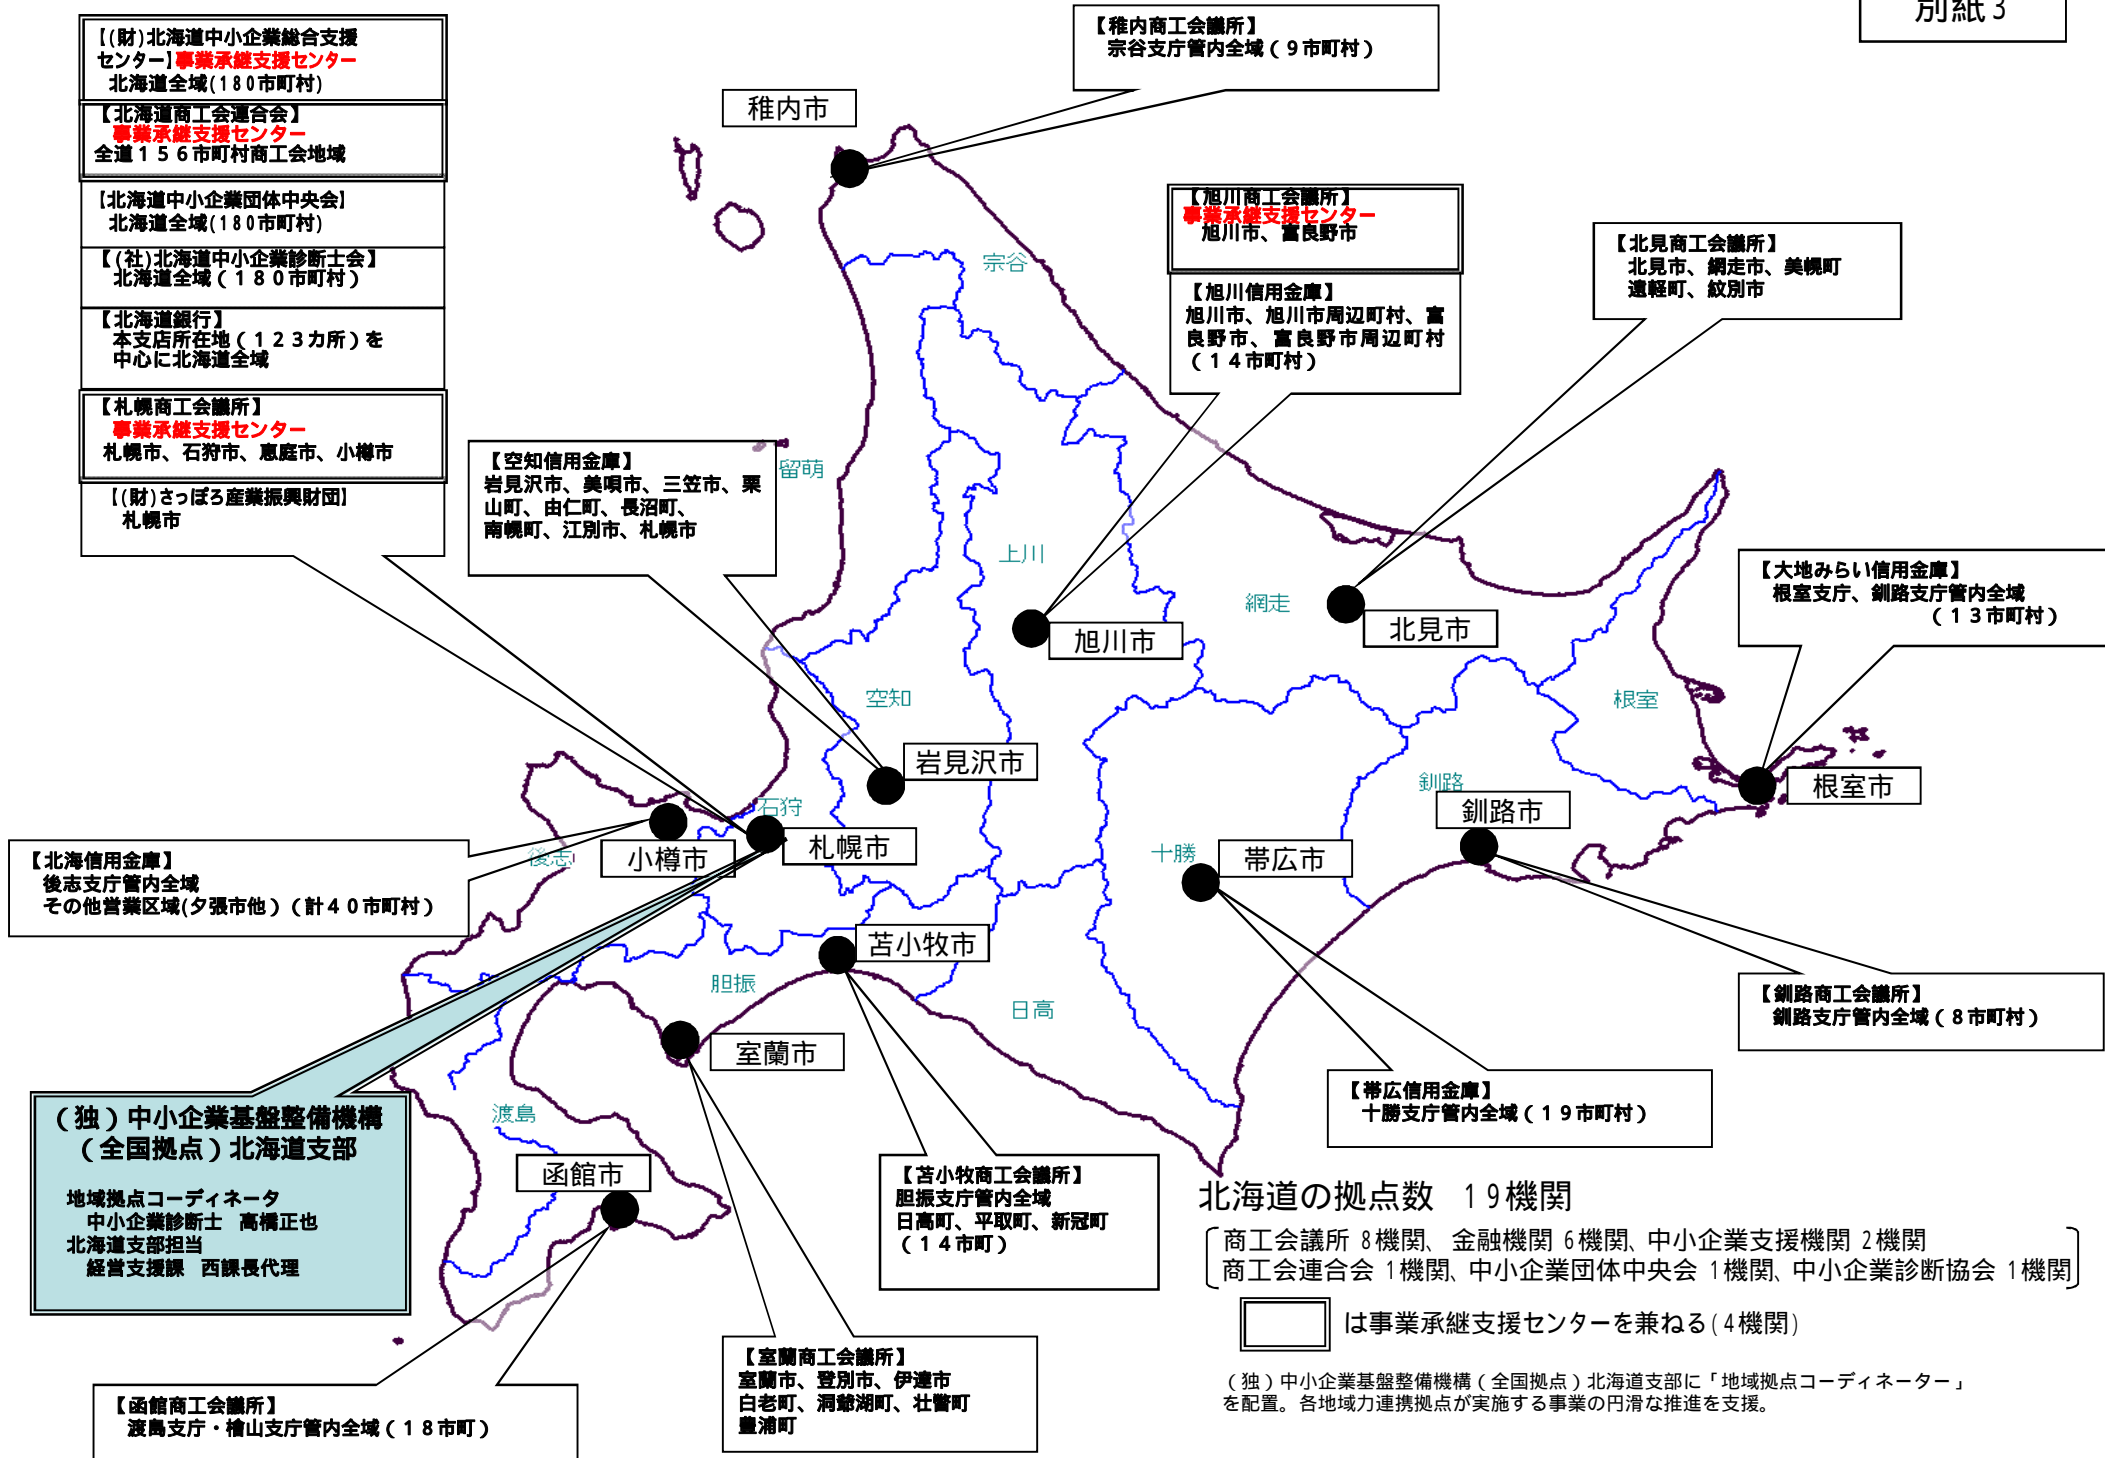 別紙3
【(財)北海道中小企業総合支援
センター】事業承継支援センター
北海道全域(180市町村)
【北海道商工会連合会】
事業承継支援センター
全道156市町村商工会地域
【北海道中小企業団体中央会】
北海道全域(180市町村)
【(社)北海道中小企業診断士会】
北海道全域(180市町村)
【北海道銀行】
本支店所在地(123カ所)を
中心に北海道全域
【札幌商工会議所】
事業承継支援センター
札幌市、石狩市、恵庭市、小樽市
【(財)さっぽろ産業振興財団】
札幌市
【稚内商工会議所】
宗谷支庁管内全域(9市町村)
稚内市
【旭川商工会議所】
事業承継支援センター
旭川市、富良野市
【旭川信用金庫】
旭川市、旭川市周辺町村、富
良野市、富良野市周辺町村
(14市町村)
【北見商工会議所】
北見市、網走市、美幌町
遠軽町、紋別市
【空知信用金庫】
岩見沢市、美唄市、三笠市、栗
山町、由仁町、長沼町、
南幌町、江別市、札幌市
【大地みらい信用金庫】
根室支庁、釧路支庁管内全域
(13市町村)
宗谷
留萌
上川
網走
空知
根室
釧路
石狩
後志
十勝
胆振
日高
渡島
旭川市
北見市
岩見沢市
根室市
釧路市
小樽市
札幌市
帯広市
苫小牧市
室蘭市
函館市
【北海信用金庫】
後志支庁管内全域
その他営業区域(夕張市他)(計40市町村)
【釧路商工会議所】
釧路支庁管内全域(8市町村)
【帯広信用金庫】
十勝支庁管内全域(19市町村)
(独)中小企業基盤整備機構
(全国拠点)北海道支部
地域拠点コーディネータ
中小企業診断士 高橋正也
北海道支部担当
経営支援課 西課長代理
【苫小牧商工会議所】
胆振支庁管内全域
日高町、平取町、新冠町
(14市町)
【室蘭商工会議所】
室蘭市、登別市、伊達市
白老町、洞爺湖町、壮瞥町
豊浦町
【函館商工会議所】
渡島支庁・檜山支庁管内全域(18市町)
北海道の拠点数 19機関
商工会議所 8機関、金融機関 6機関、中小企業支援機関 2機関
商工会連合会 1機関、中小企業団体中央会 1機関、中小企業診断協会 1機関
は事業承継支援センターを兼ねる(4機関)
(独)中小企業基盤整備機構(全国拠点)北海道支部に「地域拠点コーディネーター」
を配置。各地域力連携拠点が実施する事業の円滑な推進を支援。